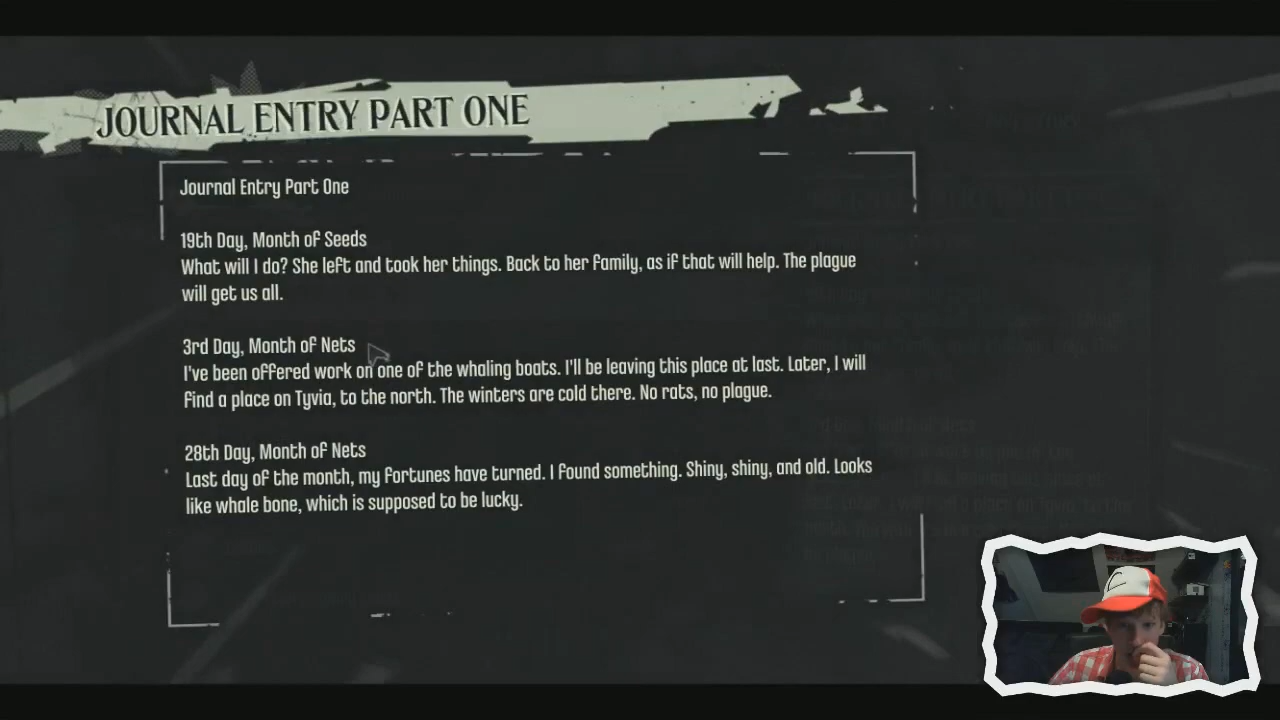 JOURNAL ENTRY PART ONE
Journal Entry Part One
19th Day, Month of Seeds
What will I do? She left and took her things. Back to her family, as if that will help. The plague
will get us all.
3rd Day, Month of Nets
I've been offered work on one of the whaling boats. I'll be leaving this place at last. Later, I will
find a place on Tyvia, to the north. The winters are cold there. No rats, no plague.
28th Day, Month of Nets
Last day of the month, my fortunes have turned. I found something. Shiny, shiny, and old. Looks
like whale bone, which is supposed to be lucky.